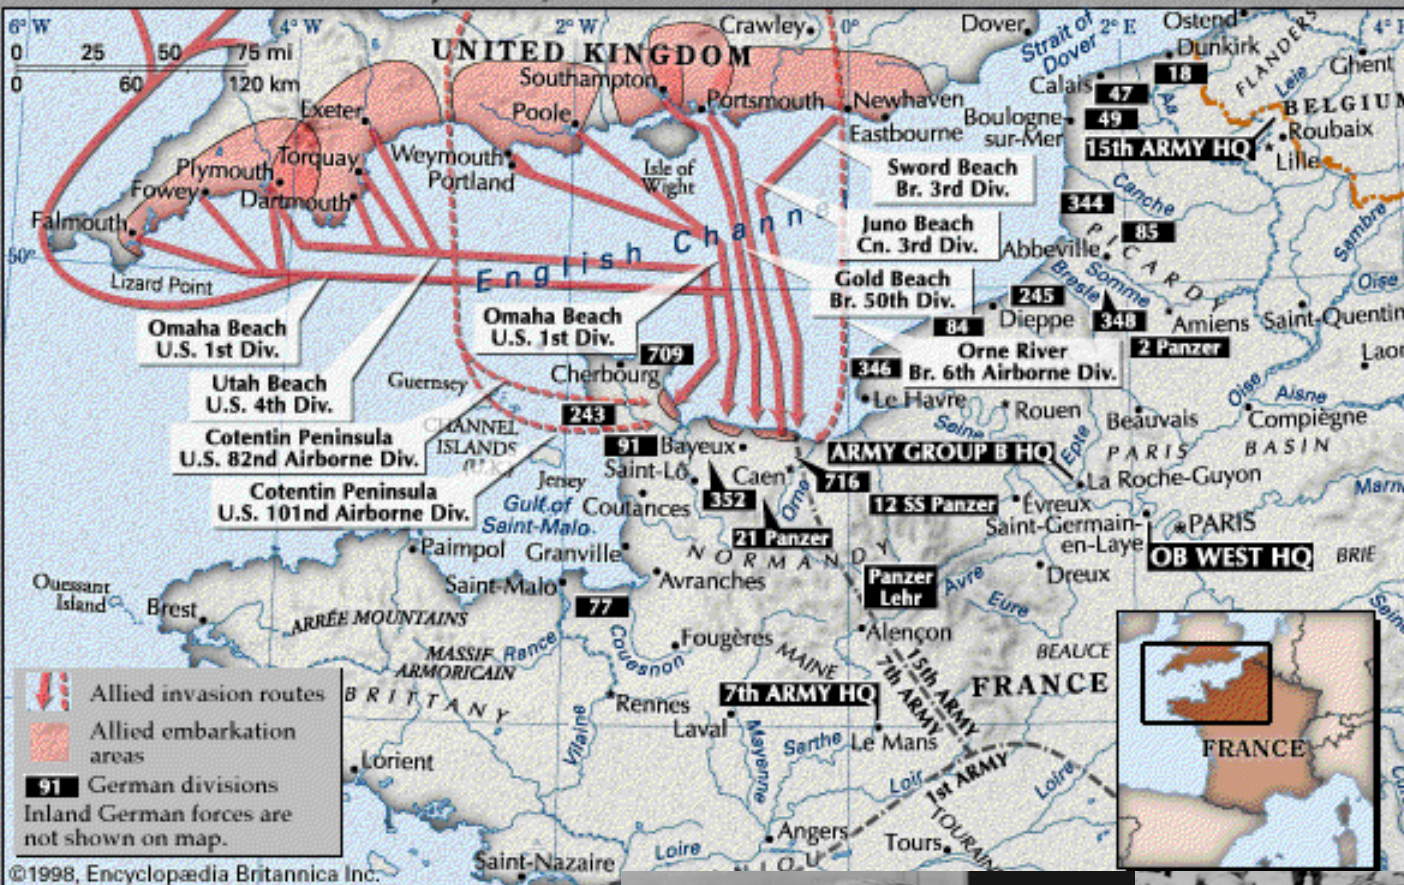 6° W
4° W
2° W
0°
2° E
4° E
0 25 50 75 mi
0 60 120 km
UNITED KINGDOM
Crawley
Dover
Strait of
Dover
Ostend
Dunkirk
FLANDERS
Ghent
Calais
18
47
49
Aa
Leie
BELGIUM
Southampton
Portsmouth
Newhaven
Eastbourne
Boulogne-
sur-Mer
15th ARMY HQ
Roubaix
Lille
Exeter
Poole
Weymouth
Portland
Isle of
Wight
Plymouth
Torquay
Fowey
Dartmouth
Falmouth
50°
Lizard Point
English Channel
Sword Beach
Br. 3rd Div.
Juno Beach
Cn. 3rd Div.
Gold Beach
Br. 50th Div.
Orne River
Br. 6th Airborne Div.
Omaha Beach
U.S. 1st Div.
Omaha Beach
U.S. 1st Div.
Utah Beach
U.S. 4th Div.
Cotentin Peninsula
U.S. 82nd Airborne Div.
Cotentin Peninsula
U.S. 101nd Airborne Div.
344
Canche
85
PICARDY
Abbeville
Bresle
Somme
Sambre
Oise
245
84
Dieppe
348
Amiens
Saint-Quentin
2 Panzer
Laon
346
Le Havre
Rouen
Seine
Beauvais
Oise
Aisne
Compiègne
PARIS BASIN
Epte
709
Cherbourg
Guernsey
CHANNEL
ISLANDS
(U.K.)
Jersey
243
91
Bayeux
Saint-Lô
Caen
Orne
716
352
21 Panzer
12 SS Panzer
ARMY GROUP B HQ
La Roche-Guyon
Évreux
Saint-Germain-
en-Laye
PARIS
OB WEST HQ
BRIE
Gulf of
Saint-Malo
Coutances
Granville
Avranches
NORMANDY
Panzer
Lehr
Avre
Eure
Dreux
Paimpol
Saint-Malo
77
Ouessant
Island
Brest
ARRÉE MOUNTAINS
MASSIF
ARMORICAIN
BRITTANY
Rance
Couesnon
Fougères
MAINE
Alençon
BEAUCE
15th ARMY
7th ARMY
FRANCE
7th ARMY HQ
Rennes
Laval
Vilaine
Mayenne
Sarthe
Le Mans
Loir
1st ARMY
Loire
Lorient
Angers
Tours
Saint-Nazaire
Loire
Allied invasion routes
Allied embarkation
areas
91 German divisions
Inland German forces are
not shown on map.
©1998, Encyclopædia Britannica Inc.
FRANCE